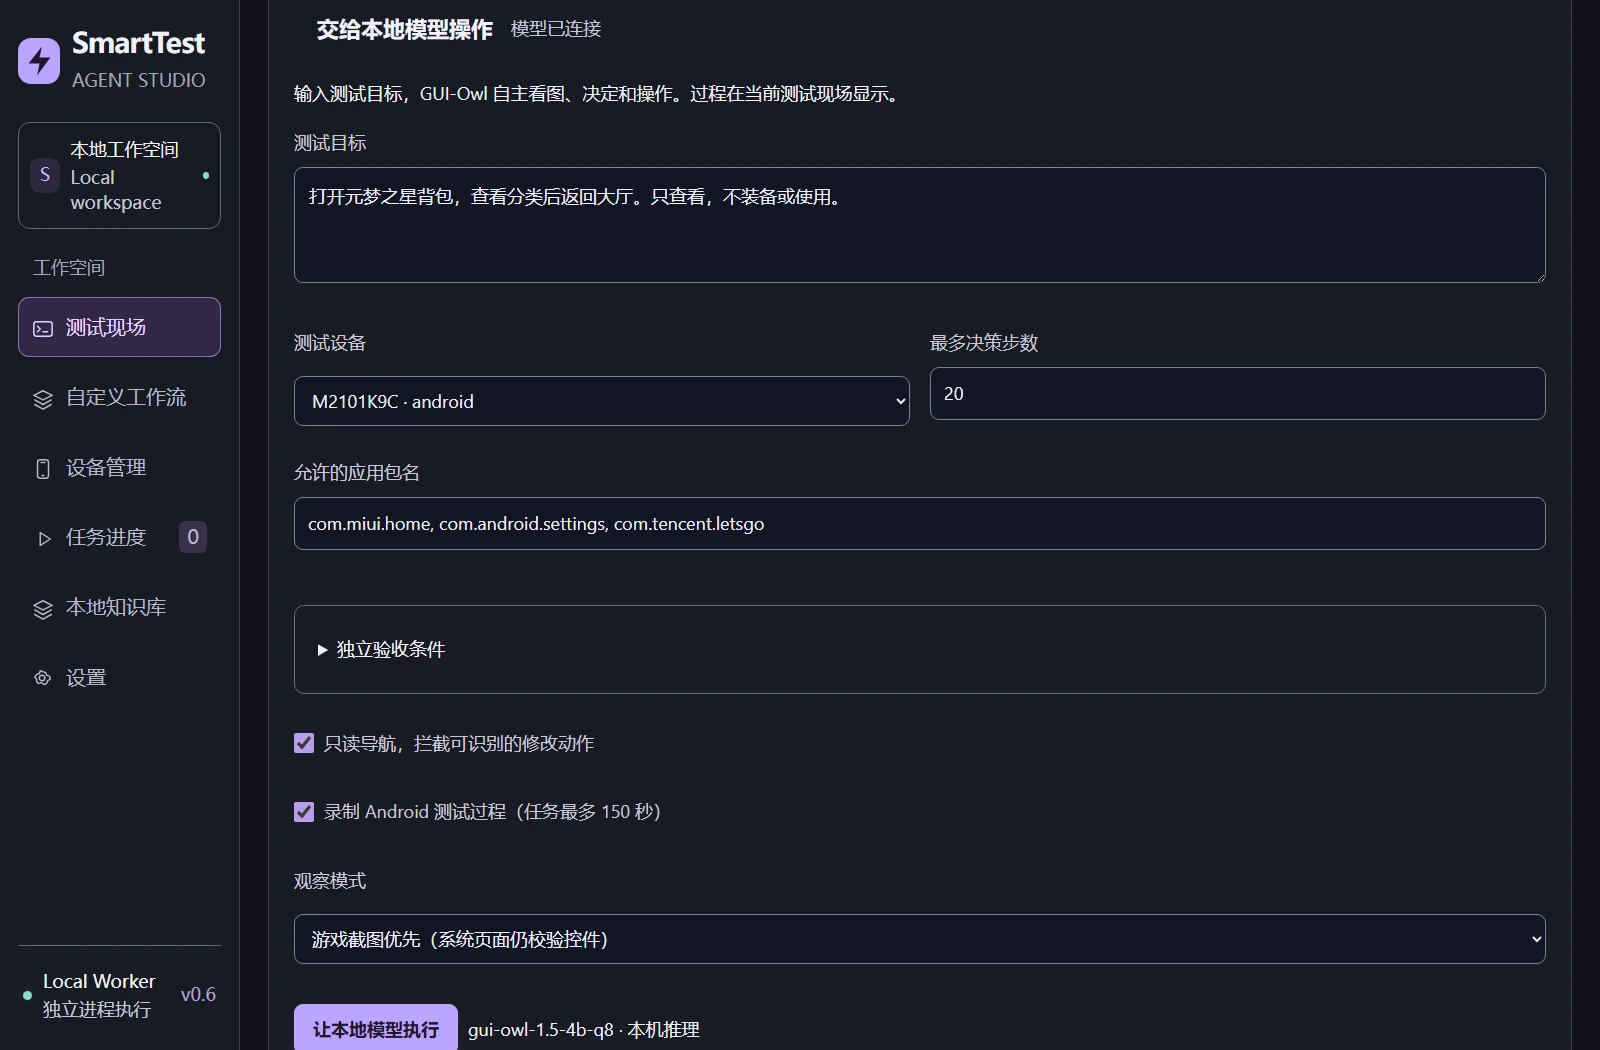 SmartTest
AGENT STUDIO
S
本地工作空间
Local
workspace
工作空间
测试现场
自定义工作流
设备管理
任务进度
0
本地知识库
设置
Local Worker
独立进程执行
v0.6
交给本地模型操作 模型已连接
输入测试目标，GUI-Owl 自主看图、决定和操作。过程在当前测试现场显示。
测试目标
打开元梦之星背包，查看分类后返回大厅。只查看，不装备或使用。
测试设备
M2101K9C · android
最多决策步数
20
允许的应用包名
com.miui.home, com.android.settings, com.tencent.letsgo
独立验收条件
只读导航，拦截可识别的修改动作
录制 Android 测试过程（任务最多 150 秒）
观察模式
游戏截图优先（系统页面仍校验控件）
让本地模型执行
gui-owl-1.5-4b-q8 · 本机推理